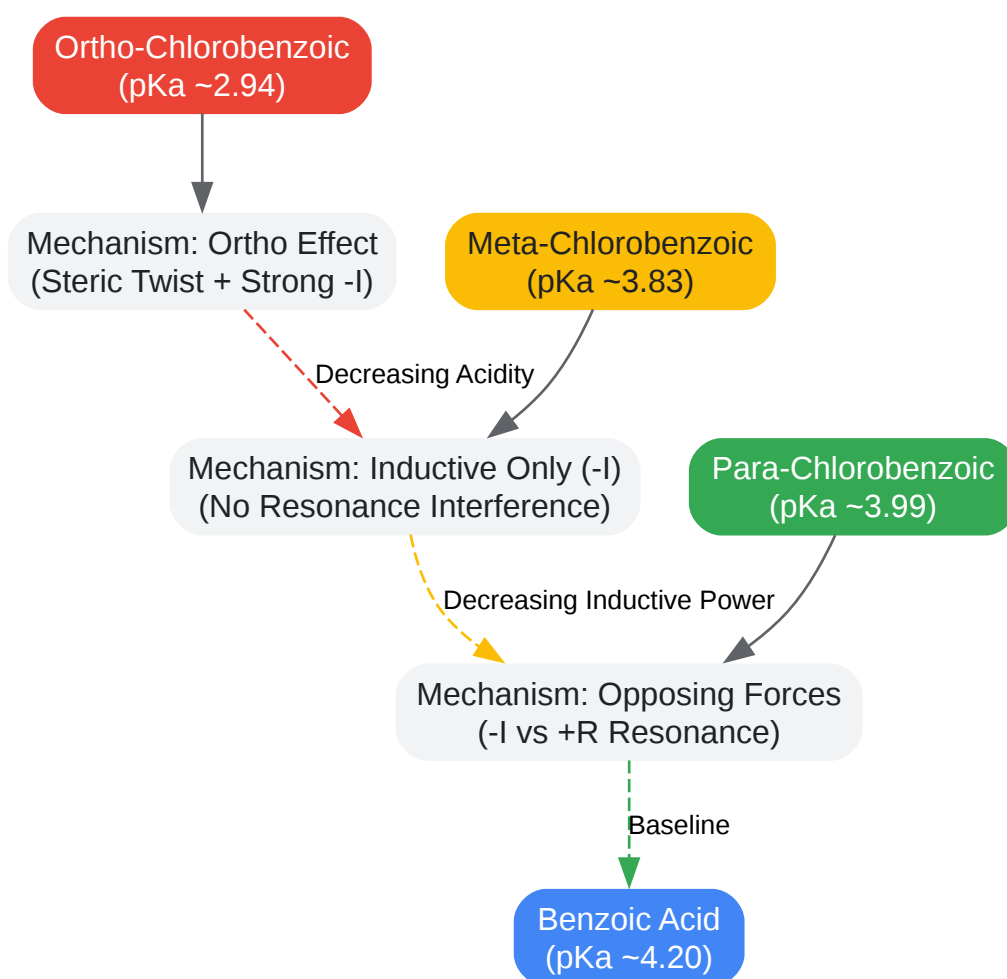 Ortho-Chlorobenzoic
(pKa ~2.94)
Mechanism: Ortho Effect
(Steric Twist + Strong -I)
Meta-Chlorobenzoic
(pKa ~3.83)
Decreasing Acidity
Mechanism: Inductive Only (-I)
(No Resonance Interference)
Para-Chlorobenzoic
(pKa ~3.99)
Decreasing Inductive Power
Mechanism: Opposing Forces
(-I vs +R Resonance)
Baseline
Benzoic Acid
(pKa ~4.20)